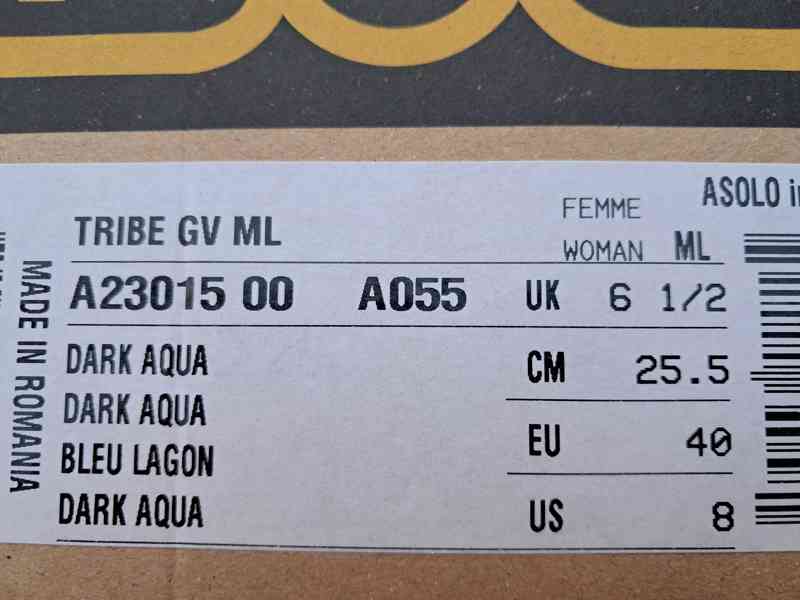 ASOLO
FEMME
TRIBE GV ML
WOMAN ML
A23015 00 A055 UK 6 1/2
DARK AQUA
CM 25.5
DARK AQUA
EU 40
BLEU LAGON
DARK AQUA
US 8
MADE IN ROMANIA